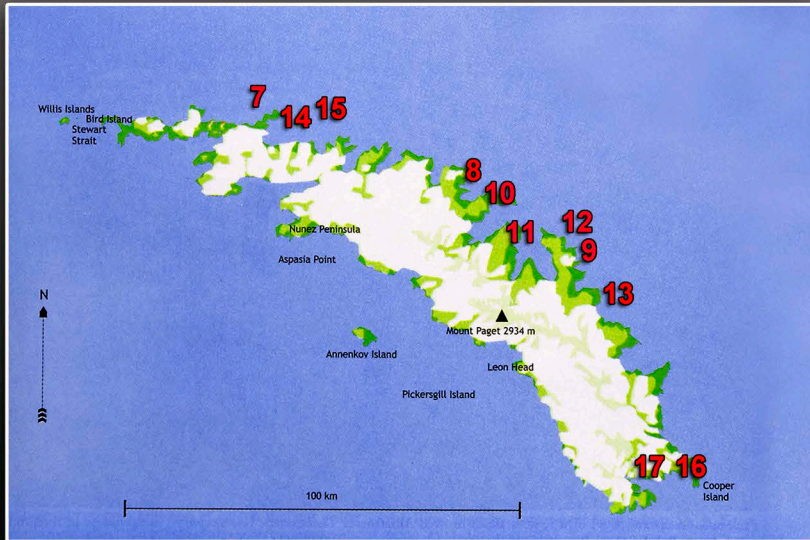 7
14 15
Willis Islands
Bird Island
Stewart
Strait
8
10
12
11
9
Nunez Peninsula
Aspasia Point
13
N
Mount Paget 2934 m
Annenkov Island
Leon Head
Pickersgill Island
17 16
Cooper
Island
100 km